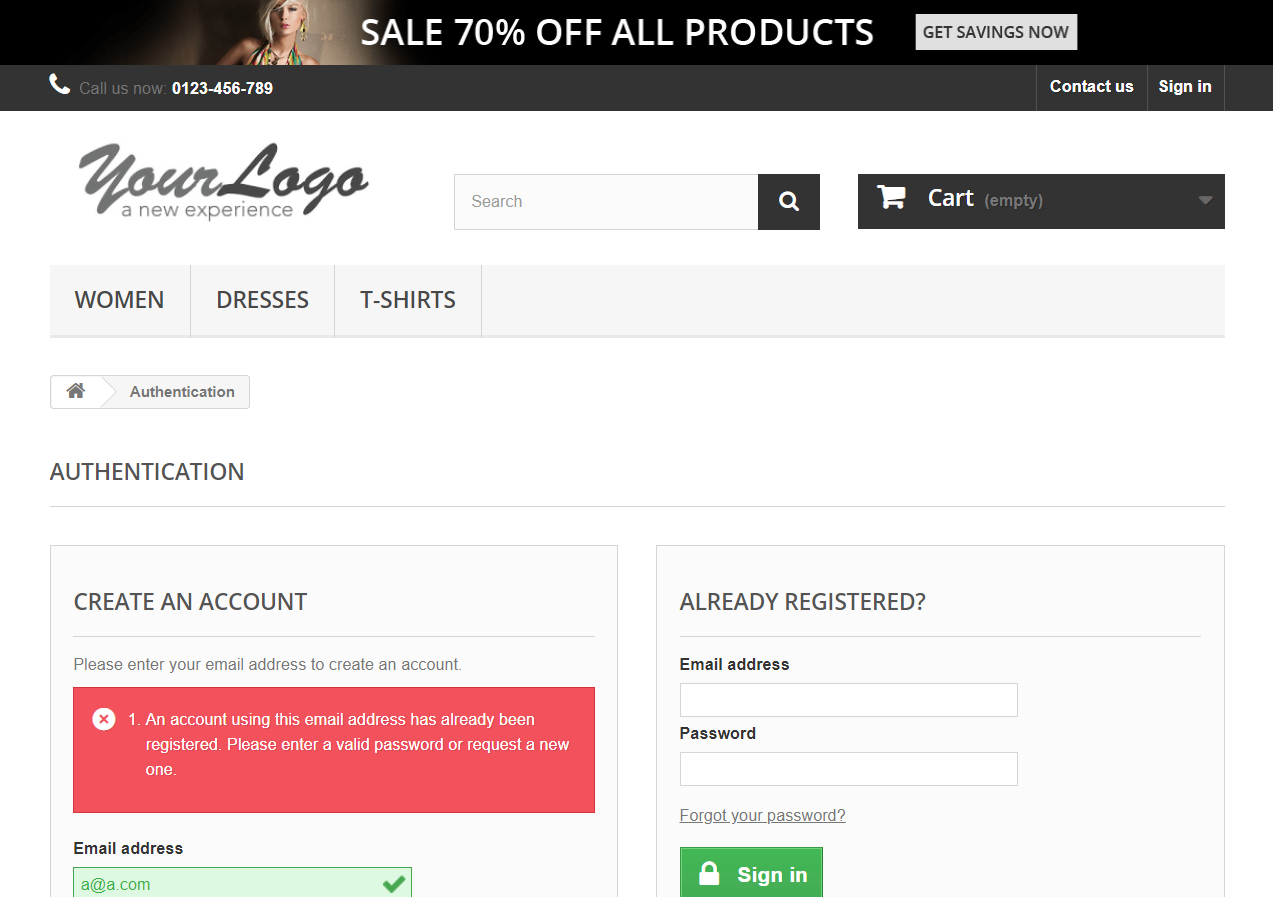 SALE 70% OFF ALL PRODUCTS GET SAVINGS NOW
Call us now: 0123-456-789 Contact us Sign in
YourLogo
a new experience
Search
Cart (empty)
WOMEN DRESSES T-SHIRTS
Authentication
AUTHENTICATION
CREATE AN ACCOUNT
Please enter your email address to create an account.
1. An account using this email address has already been
registered. Please enter a valid password or request a new
one.
Email address
a@a.com
ALREADY REGISTERED?
Email address
Password
Forgot your password?
Sign in